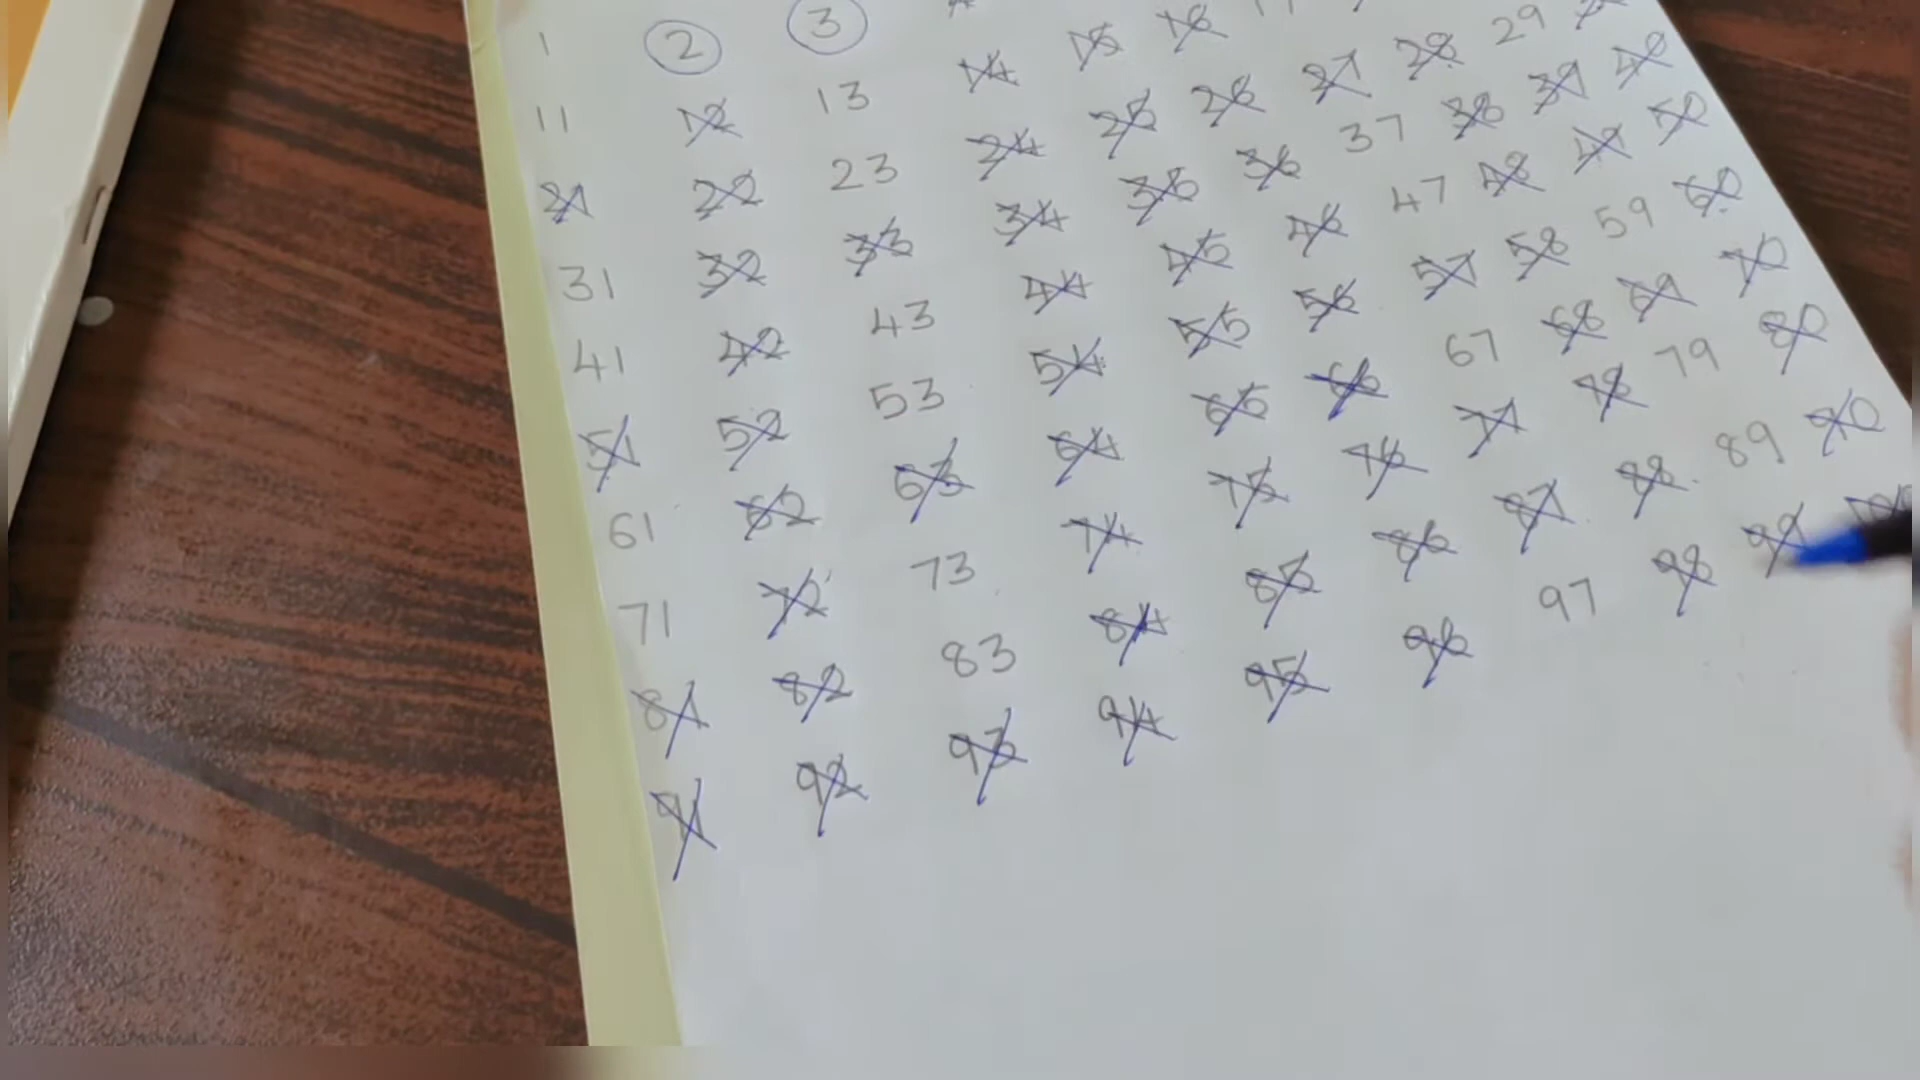 1 2 3
11 12 13 14 15 16
21 22 23 24 25 26 27 28 29
31 32 33 34 35 36 37 38 39 40
41 42 43 44 45 46 47 48 49 50
51 52 53 54 55 56 57 58 59 60
61 62 63 64 65 66 67 68 69 70
71 72 73 74 75 76 77 78 79 80
81 82 83 84 85 86 87 88 89 90
91 92 93 94 95 96 97 98 99